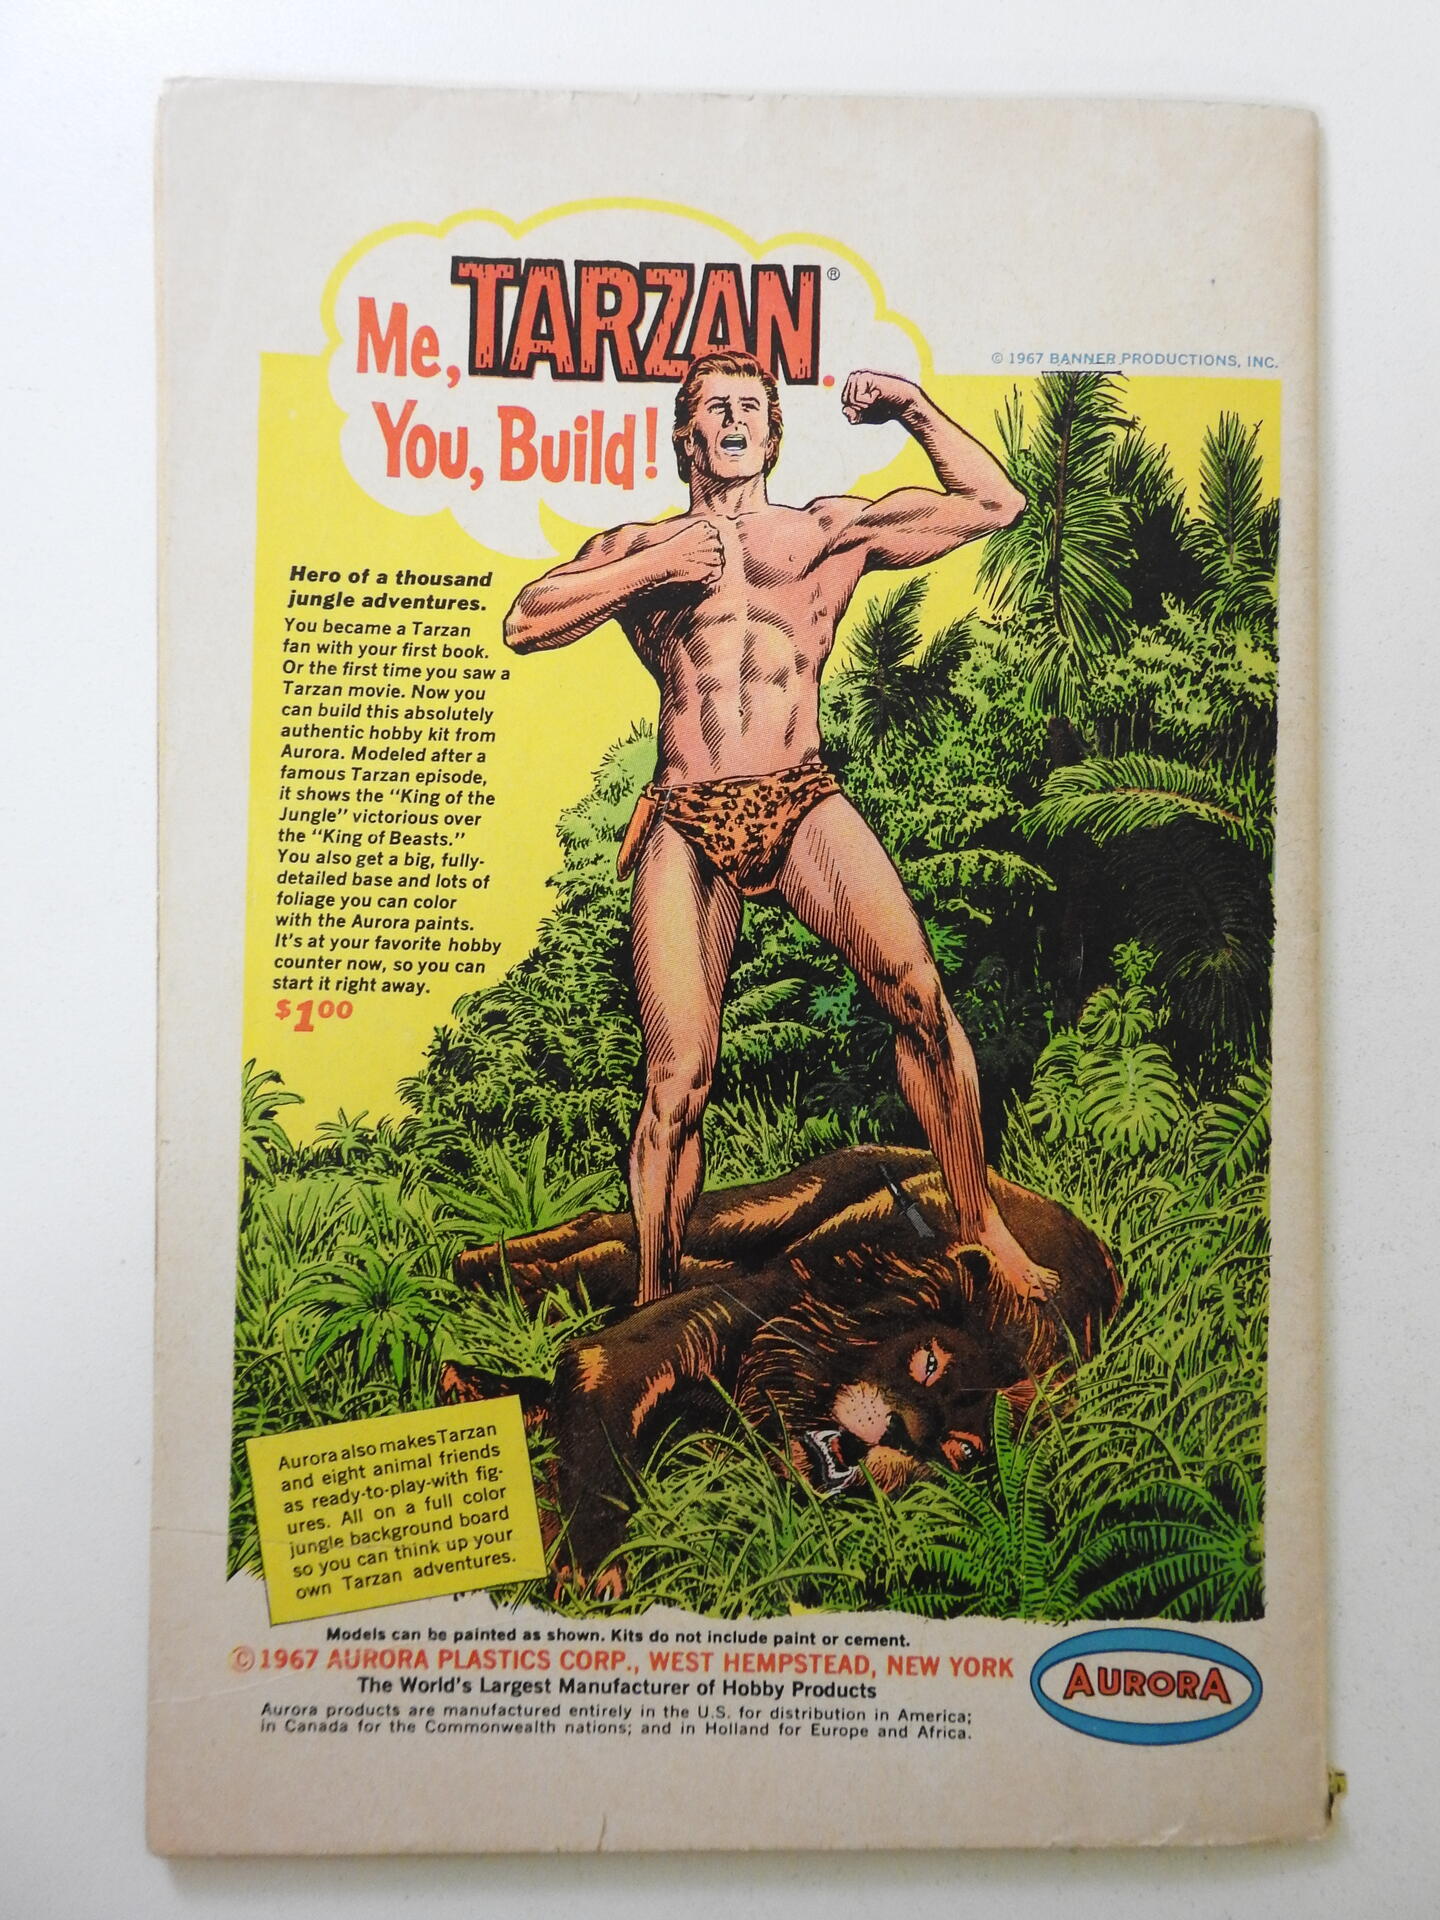 Me, TARZAN®.
You, Build!
© 1967 BANNER PRODUCTIONS, INC.
Hero of a thousand
jungle adventures.
You became a Tarzan
fan with your first book.
Or the first time you saw a
Tarzan movie. Now you
can build this absolutely
authentic hobby kit from
Aurora. Modeled after a
famous Tarzan episode,
it shows the "King of the
Jungle" victorious over
the "King of Beasts."
You also get a big, fully-
detailed base and lots of
foliage you can color
with the Aurora paints.
It's at your favorite hobby
counter now, so you can
start it right away.
$100
Aurora also makes Tarzan
and eight animal friends
as ready-to-play-with fig-
ures. All on a full color
jungle background board
so you can think up your
own Tarzan adventures.
Models can be painted as shown. Kits do not include paint or cement.
©1967 AURORA PLASTICS CORP., WEST HEMPSTEAD, NEW YORK
The World's Largest Manufacturer of Hobby Products
Aurora products are manufactured entirely in the U.S. for distribution in America;
in Canada for the Commonwealth nations; and in Holland for Europe and Africa.
AURORA